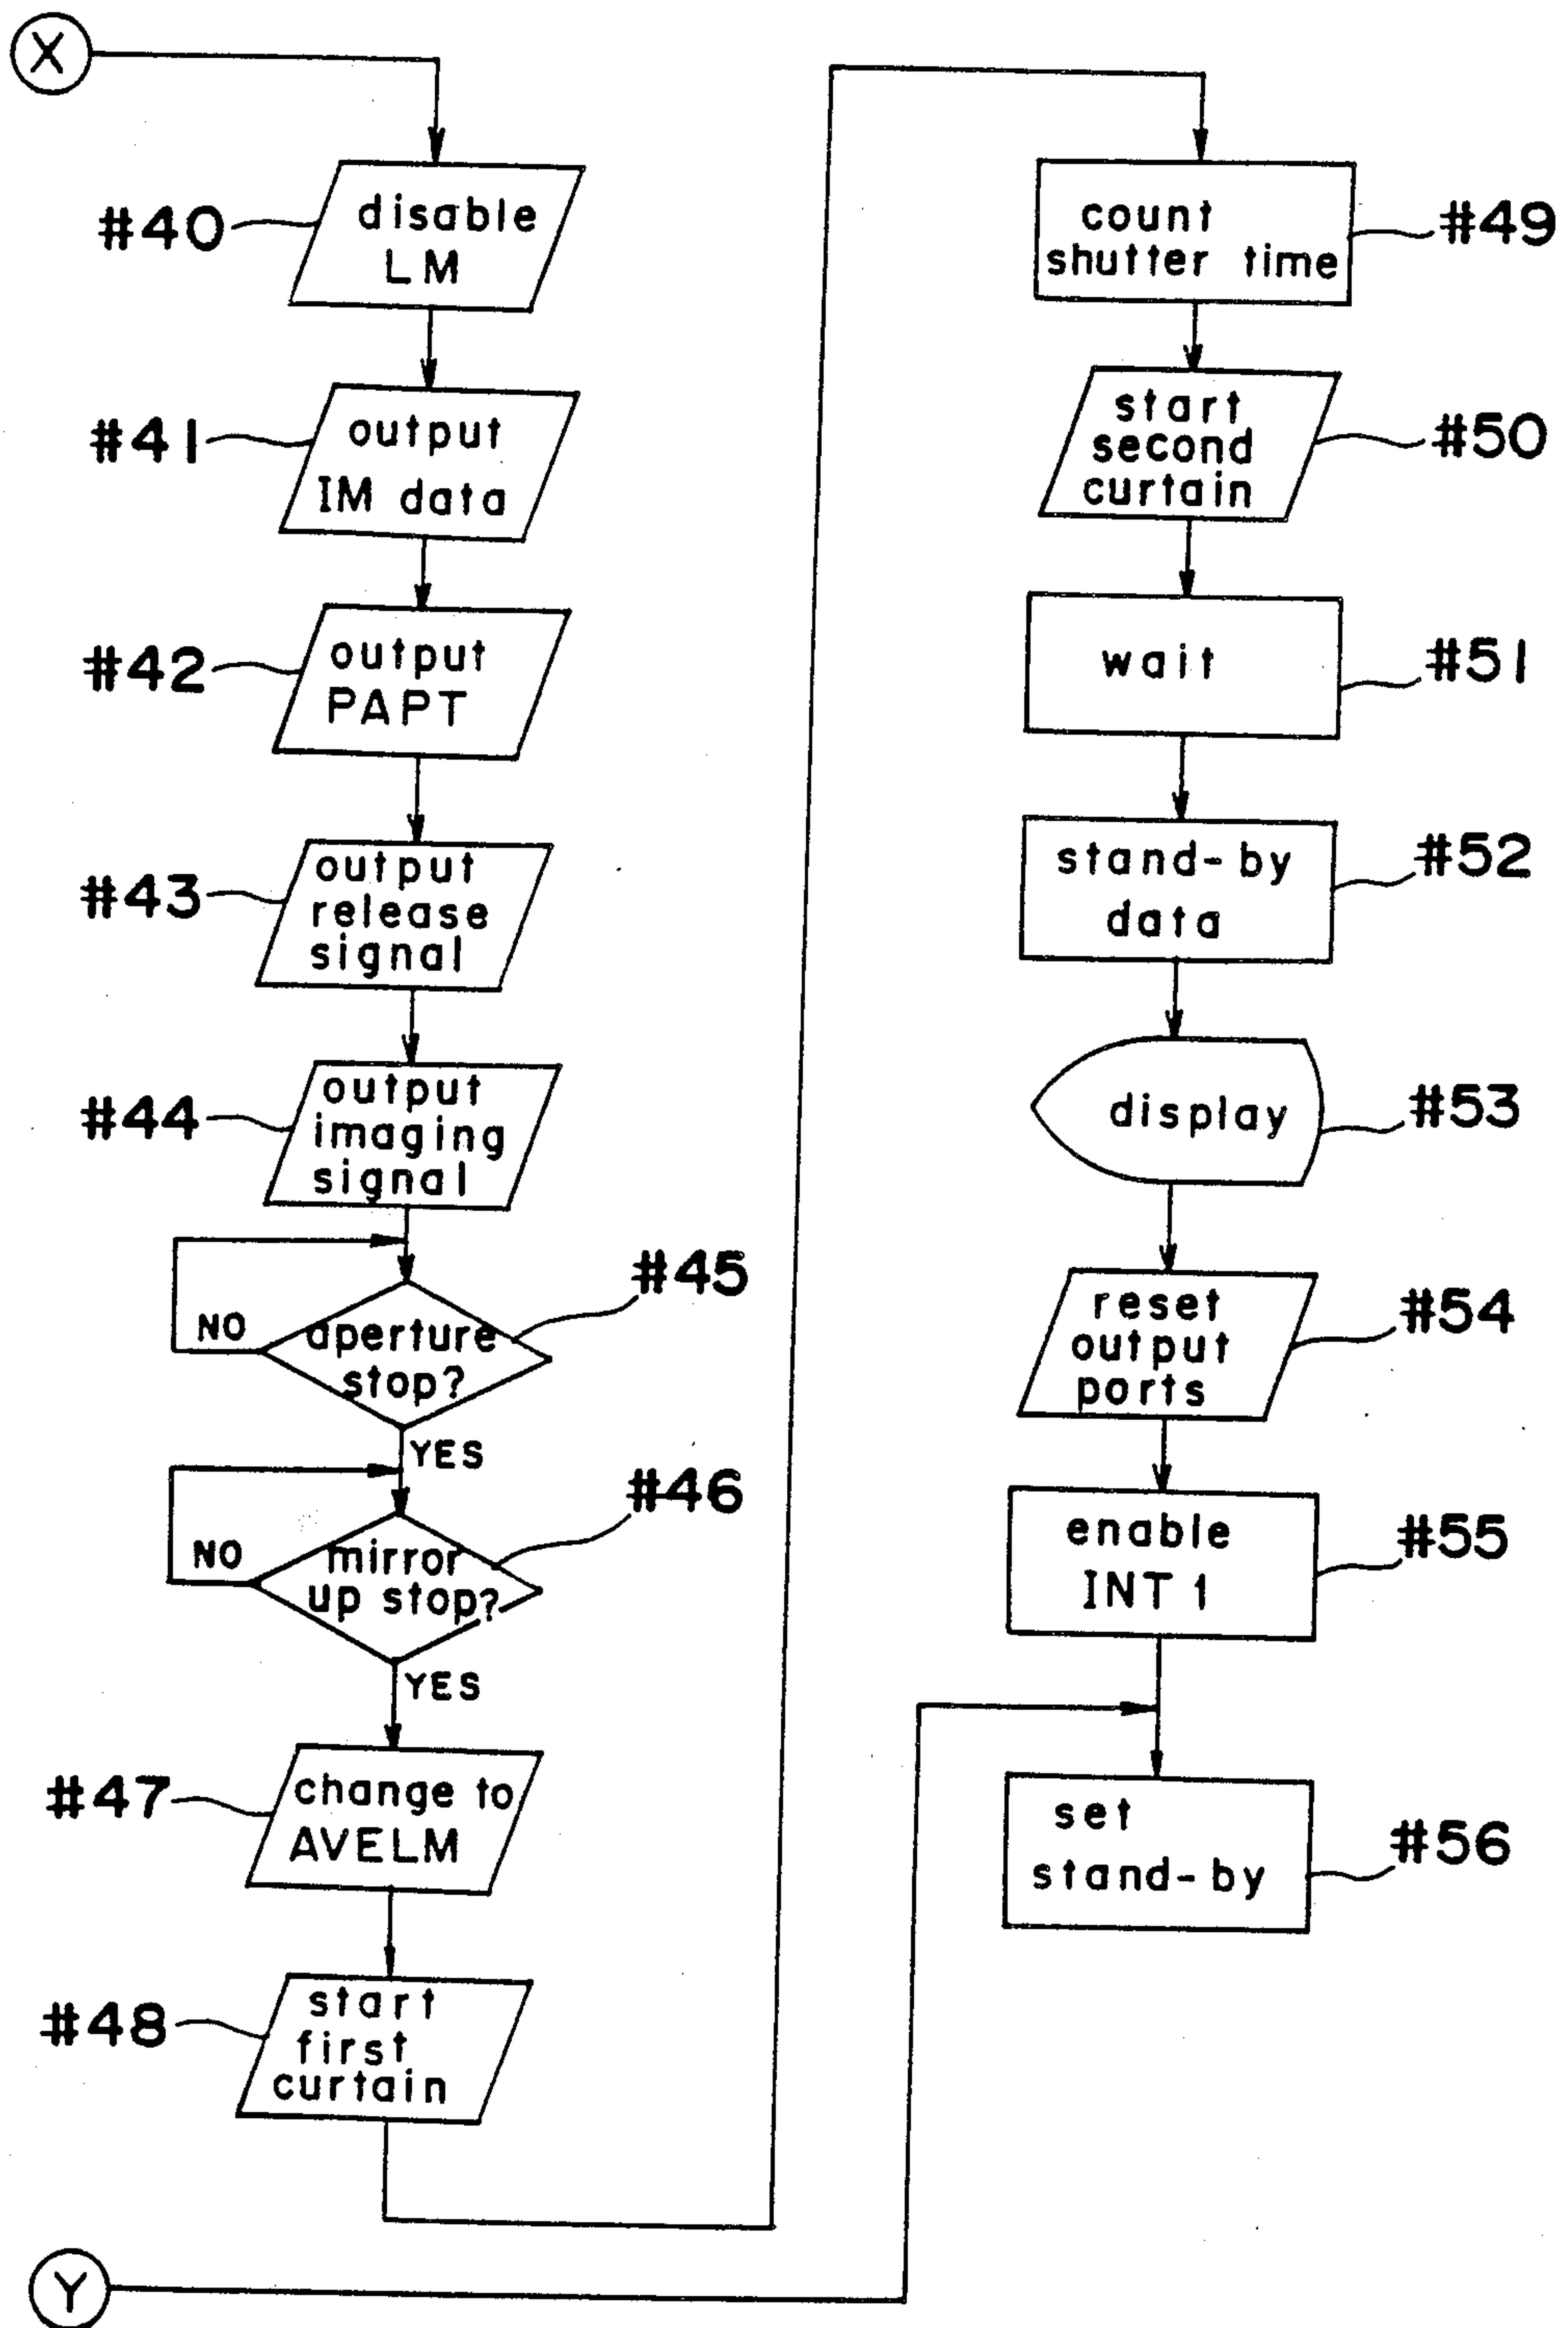 X
#40
disable
LM
#41
output
IM data
#42
output
PAPT
#43
output
release
signal
#44
output
imaging
signal
#45
NO
aperture
stop?
YES
#46
NO
mirror
up stop?
YES
#47
change to
AVELM
#48
start
first
curtain
Y
count
shutter time
#49
start
second
curtain
#50
wait
#51
stand-by
data
#52
display
#53
reset
output
ports
#54
enable
INT 1
#55
set
stand-by
#56